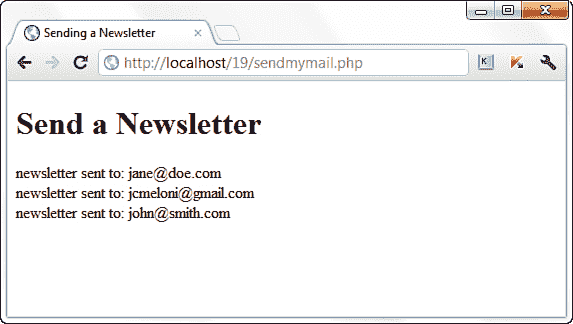 Sending a Newsletter
http://localhost/19/sendmymail.php
Send a Newsletter
newsletter sent to: jane@doe.com
newsletter sent to: jcmeloni@gmail.com
newsletter sent to: john@smith.com